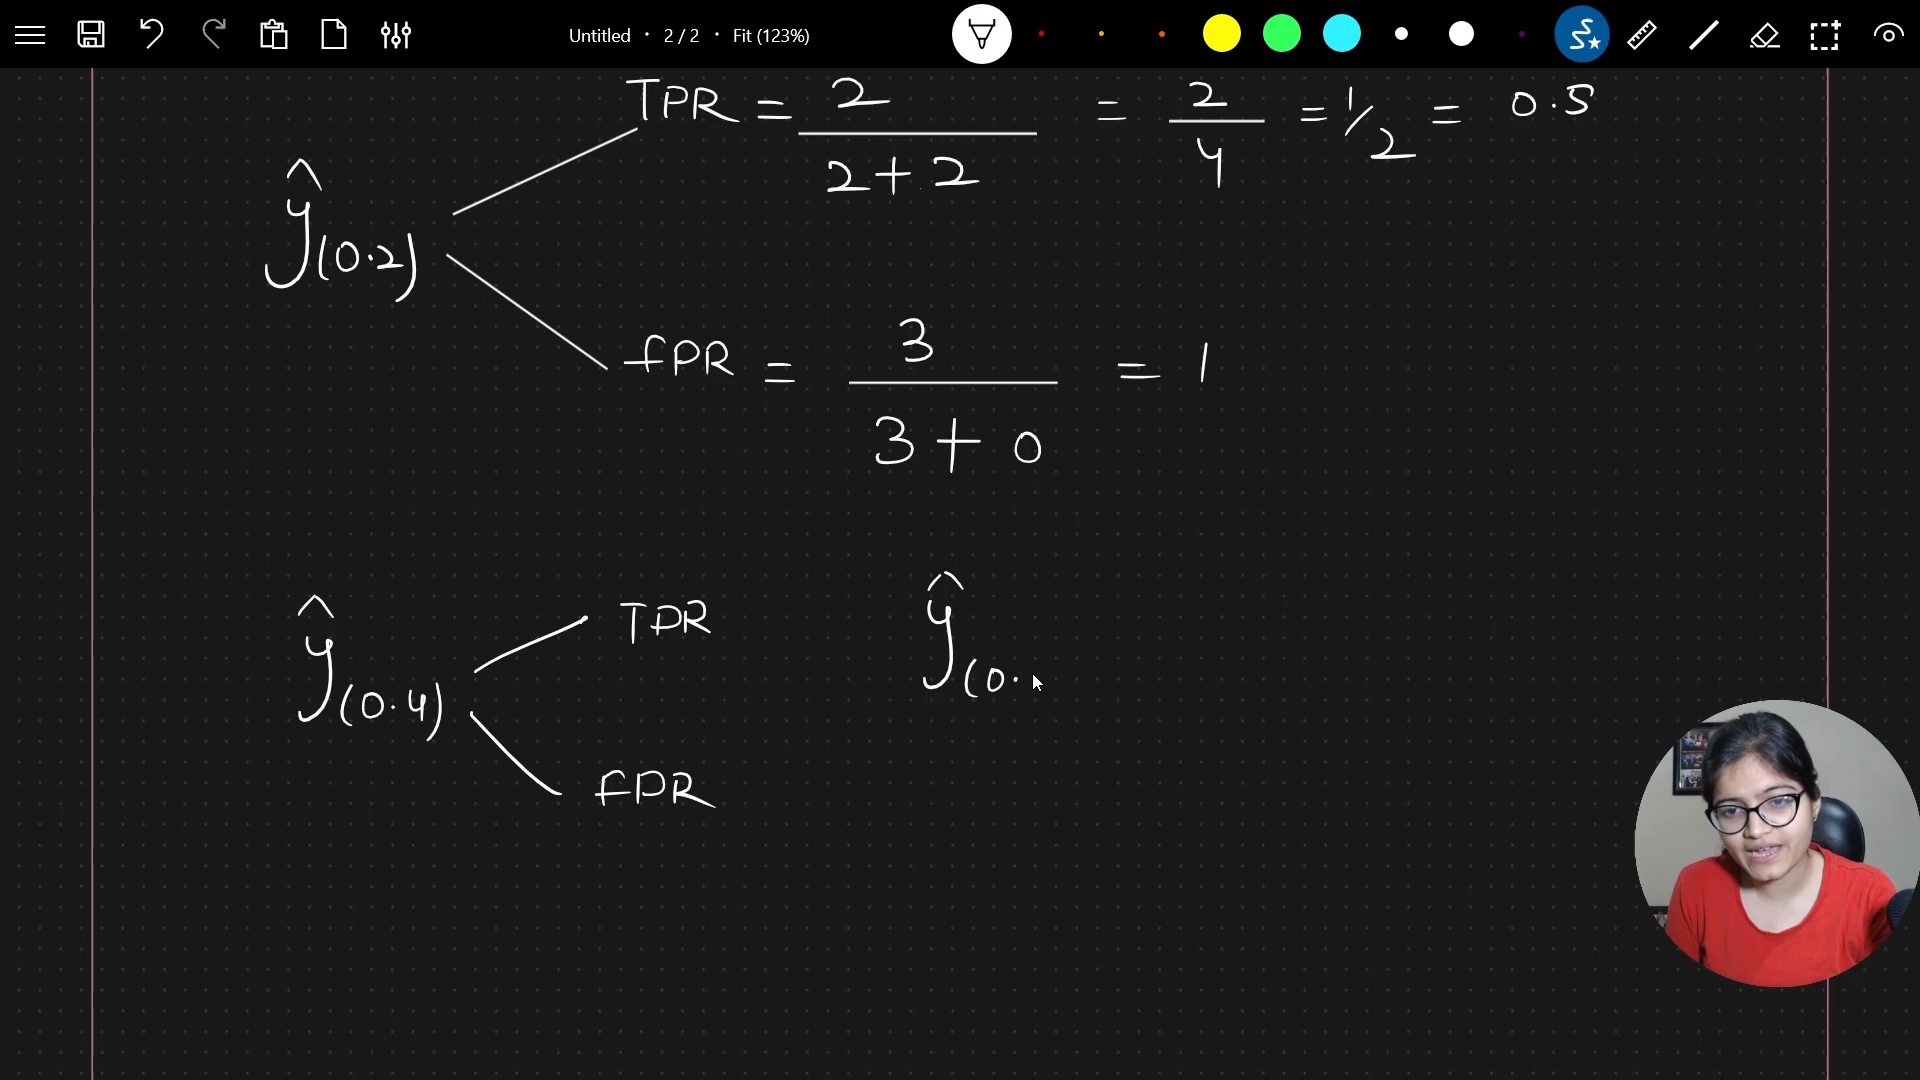 Untitled • 2 / 2 • Fit (123%)
TPR = 2 / 2+2 = 2 / 4 = 1/2 = 0.5
ŷ(0.2)
fPR = 3 / 3+0 = 1
ŷ(0.4) TPR ŷ(0.
fPR